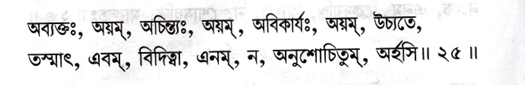 অব্যক্তঃ, অয়ম্, অচিন্ত্যঃ, অয়ম্, অবিকার্যঃ, অয়ম্, উচ্যতে,
তস্মাৎ, এবম্, বিদিত্বা, এনম্, ন, অনুশোচিতুম্, অর্হসি॥ ২৫ ॥